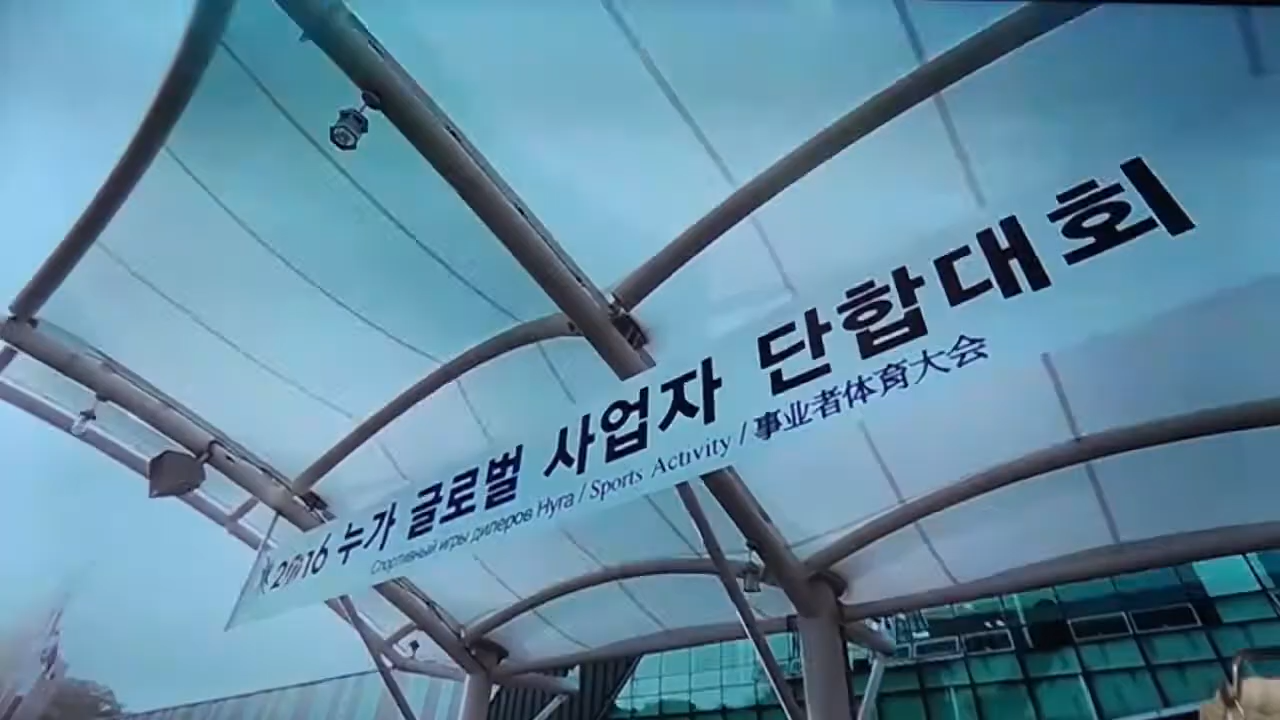 2016 누가 글로벌 사업자 단합대회
Спортивный игры дилеров Нуга / Sports Activity / 事业者体育大会